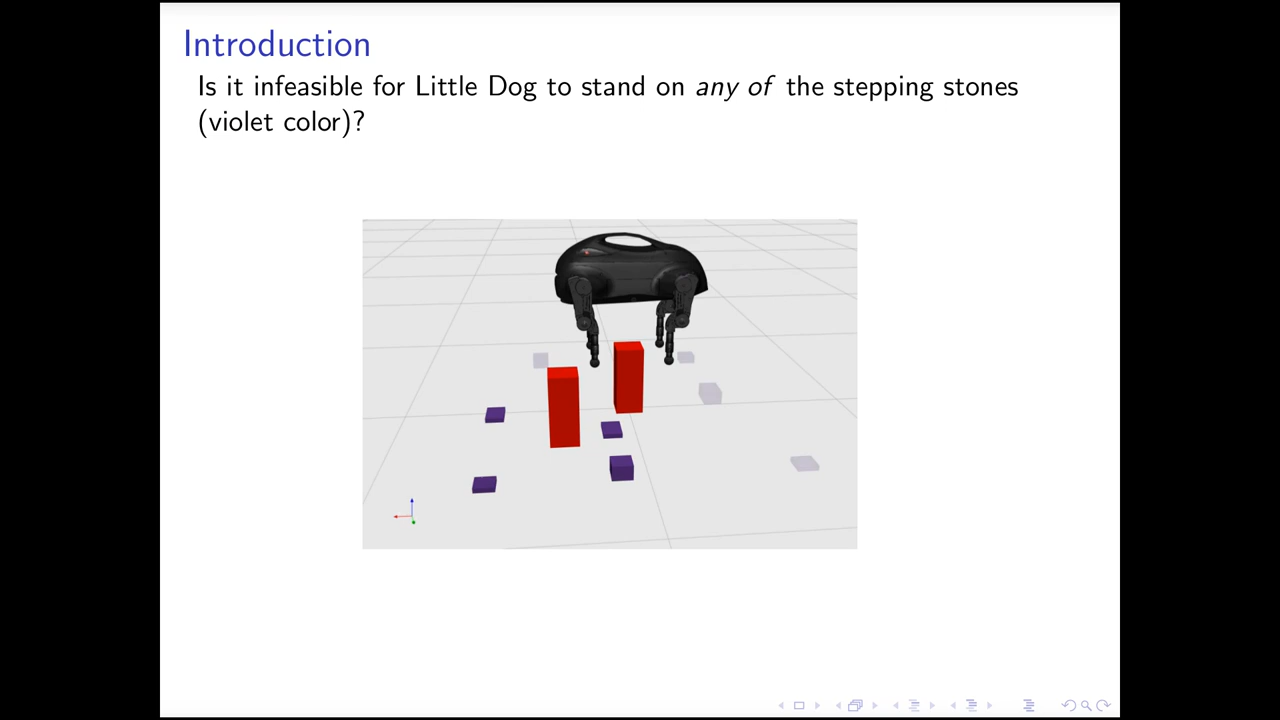 Introduction
Is it infeasible for Little Dog to stand on any of the stepping stones
(violet color)?